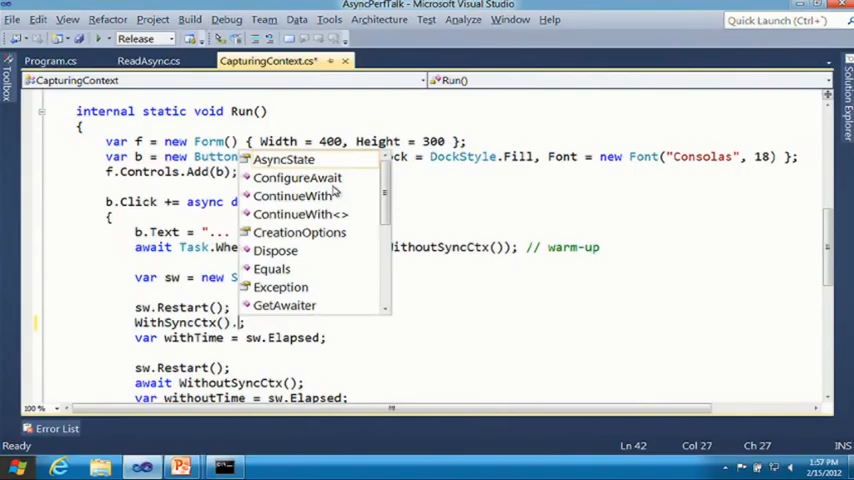 AsyncPerfTalk - Microsoft Visual Studio
File Edit View Refactor Project Build Debug Team Data Tools Architecture Test Analyze Window Help
Quick Launch (Ctrl+Q)
Release
Toolbox
Program.cs ReadAsync.cs CapturingContext.cs*
CapturingContext Run()
Solution Explorer
internal static void Run()
{
var f = new Form() { Width = 400, Height = 300 };
var b = new Button ock = DockStyle.Fill, Font = new Font("Consolas", 18) };
f.Controls.Add(b);
b.Click += async d
{
b.Text = "...
await Task.Whe ithoutSyncCtx()); // warm-up
var sw = new S
sw.Restart();
WithSyncCtx().;
var withTime = sw.Elapsed;
sw.Restart();
await WithoutSyncCtx();
var withoutTime = sw.Elapsed;
AsyncState
ConfigureAwait
ContinueWith
ContinueWith<>
CreationOptions
Dispose
Equals
Exception
GetAwaiter
100 %
Error List
Ready Ln 42 Col 27 Ch 27
1:57 PM
2/15/2012